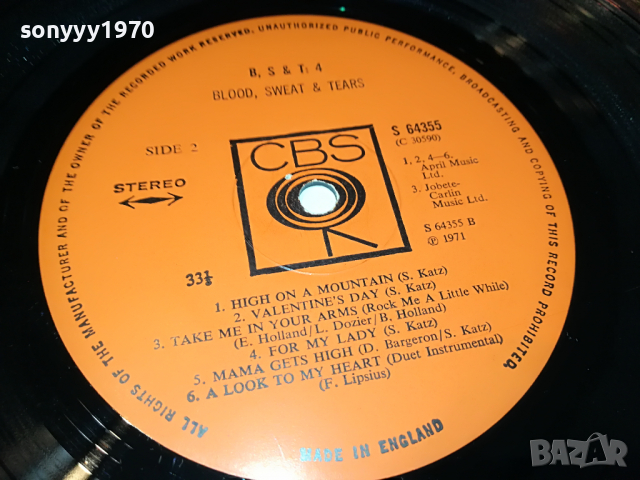 sonyyy1970
ALL RIGHTS OF THE MANUFACTURER AND OF THE OWNER OF THE RECORDED WORK RESERVED. UNAUTHORIZED PUBLIC PERFORMANCE, BROADCASTING AND COPYING OF THIS RECORD PROHIBITED.
B, S & T; 4
BLOOD, SWEAT & TEARS
SIDE 2
STEREO
33⅓
CBS
S 64355
(C 30590)
1, 2, 4–6.
April Music
Ltd.
3. Jobete-
Carlin
Music Ltd.
S 64355 B
℗ 1971
1. HIGH ON A MOUNTAIN (S. Katz)
2. VALENTINE'S DAY (S. Katz)
3. TAKE ME IN YOUR ARMS (Rock Me A Little While)
(E. Holland/L. Dozier/B. Holland)
4. FOR MY LADY (S. Katz)
5. MAMA GETS HIGH (D. Bargeron/S. Katz)
6. A LOOK TO MY HEART (Duet Instrumental)
(F. Lipsius)
MADE IN ENGLAND
BAZAR